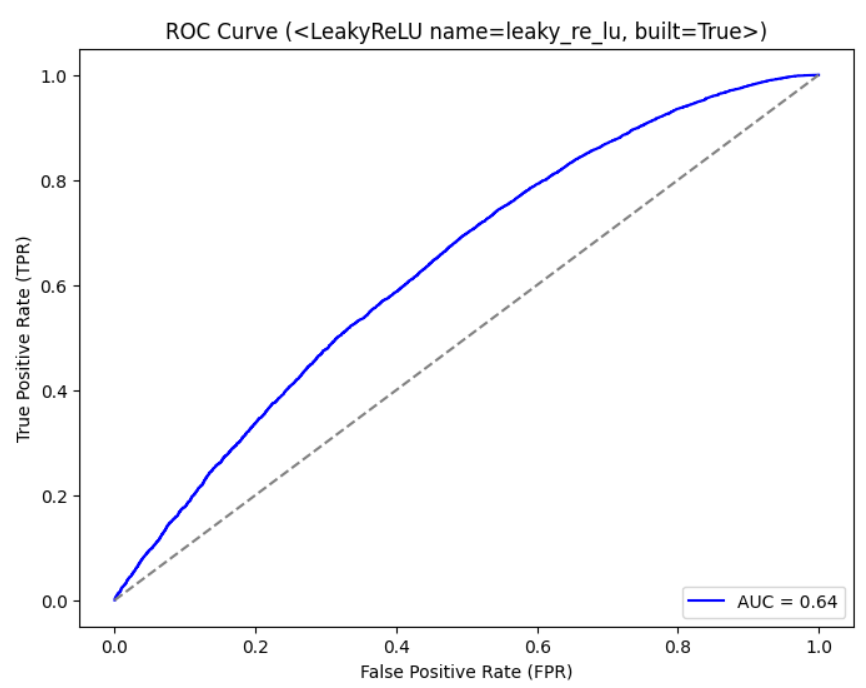 ROC Curve (<LeakyReLU name=leaky_re_lu, built=True>)
1.0
0.8
0.6
0.4
0.2
0.0
True Positive Rate (TPR)
AUC = 0.64
0.0 0.2 0.4 0.6 0.8 1.0
False Positive Rate (FPR)